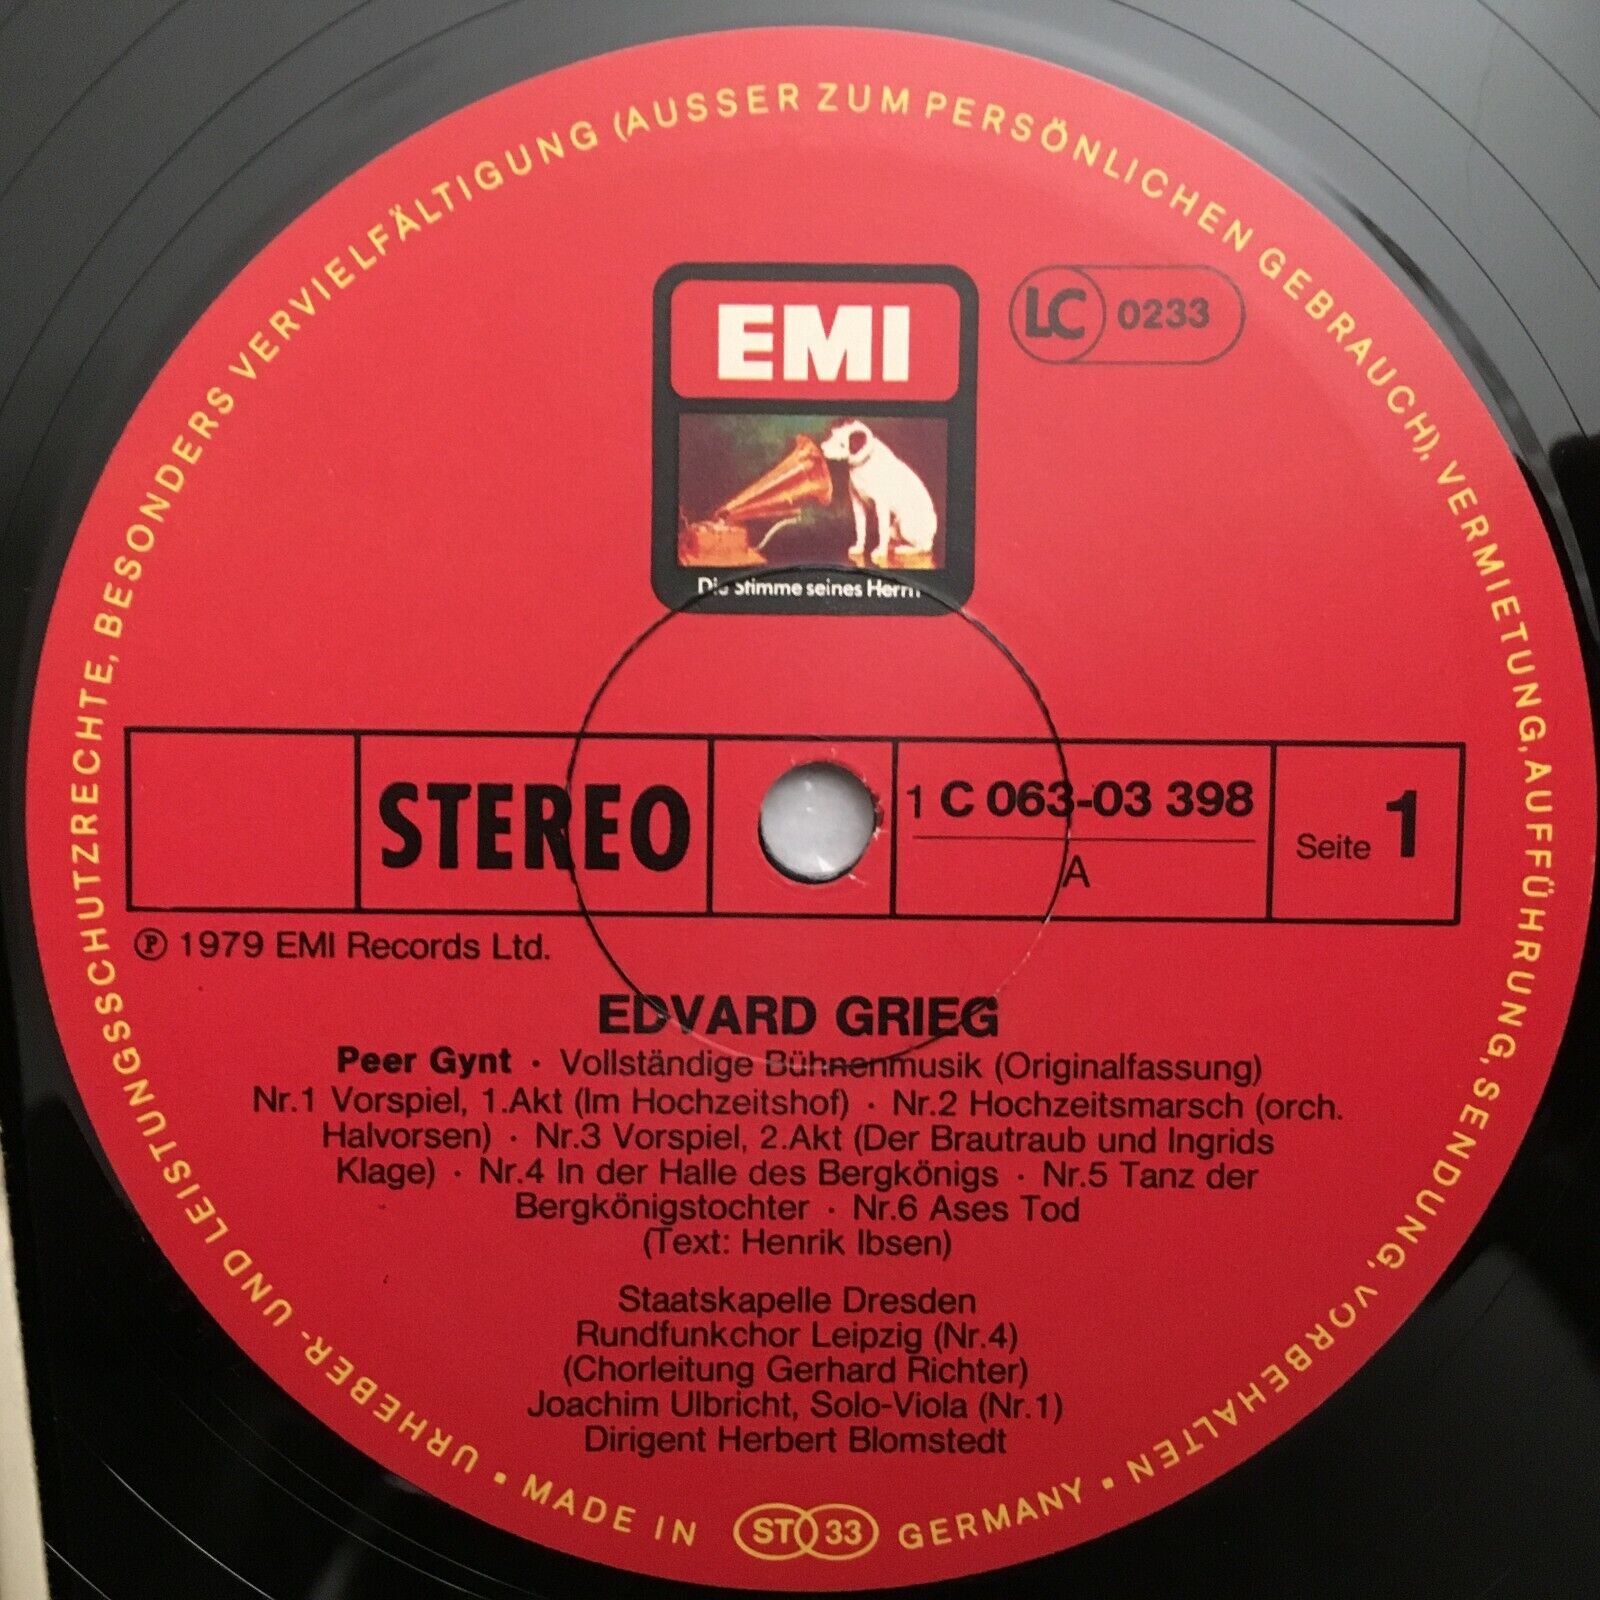 URHEBER- UND LEISTUNGSSCHUTZRECHTE, BESONDERS VERVIELFÄLTIGUNG (AUSSER ZUM PERSÖNLICHEN GEBRAUCH), VERMIETUNG, AUFFÜHRUNG, SENDUNG, VORBEHALTEN •
EMI
LC 0233
Die Stimme seines Herrn
STEREO
1 C 063-03 398
A
Seite 1
℗ 1979 EMI Records Ltd.
EDVARD GRIEG
Peer Gynt · Vollständige Bühnenmusik (Originalfassung)
Nr.1 Vorspiel, 1.Akt (Im Hochzeitshof) · Nr.2 Hochzeitsmarsch (orch.
Halvorsen) · Nr.3 Vorspiel, 2.Akt (Der Brautraub und Ingrids
Klage) · Nr.4 In der Halle des Bergkönigs · Nr.5 Tanz der
Bergkönigstochter · Nr.6 Ases Tod
(Text: Henrik Ibsen)
Staatskapelle Dresden
Rundfunkchor Leipzig (Nr.4)
(Chorleitung Gerhard Richter)
Joachim Ulbricht, Solo-Viola (Nr.1)
Dirigent Herbert Blomstedt
• MADE IN ST 33 GERMANY